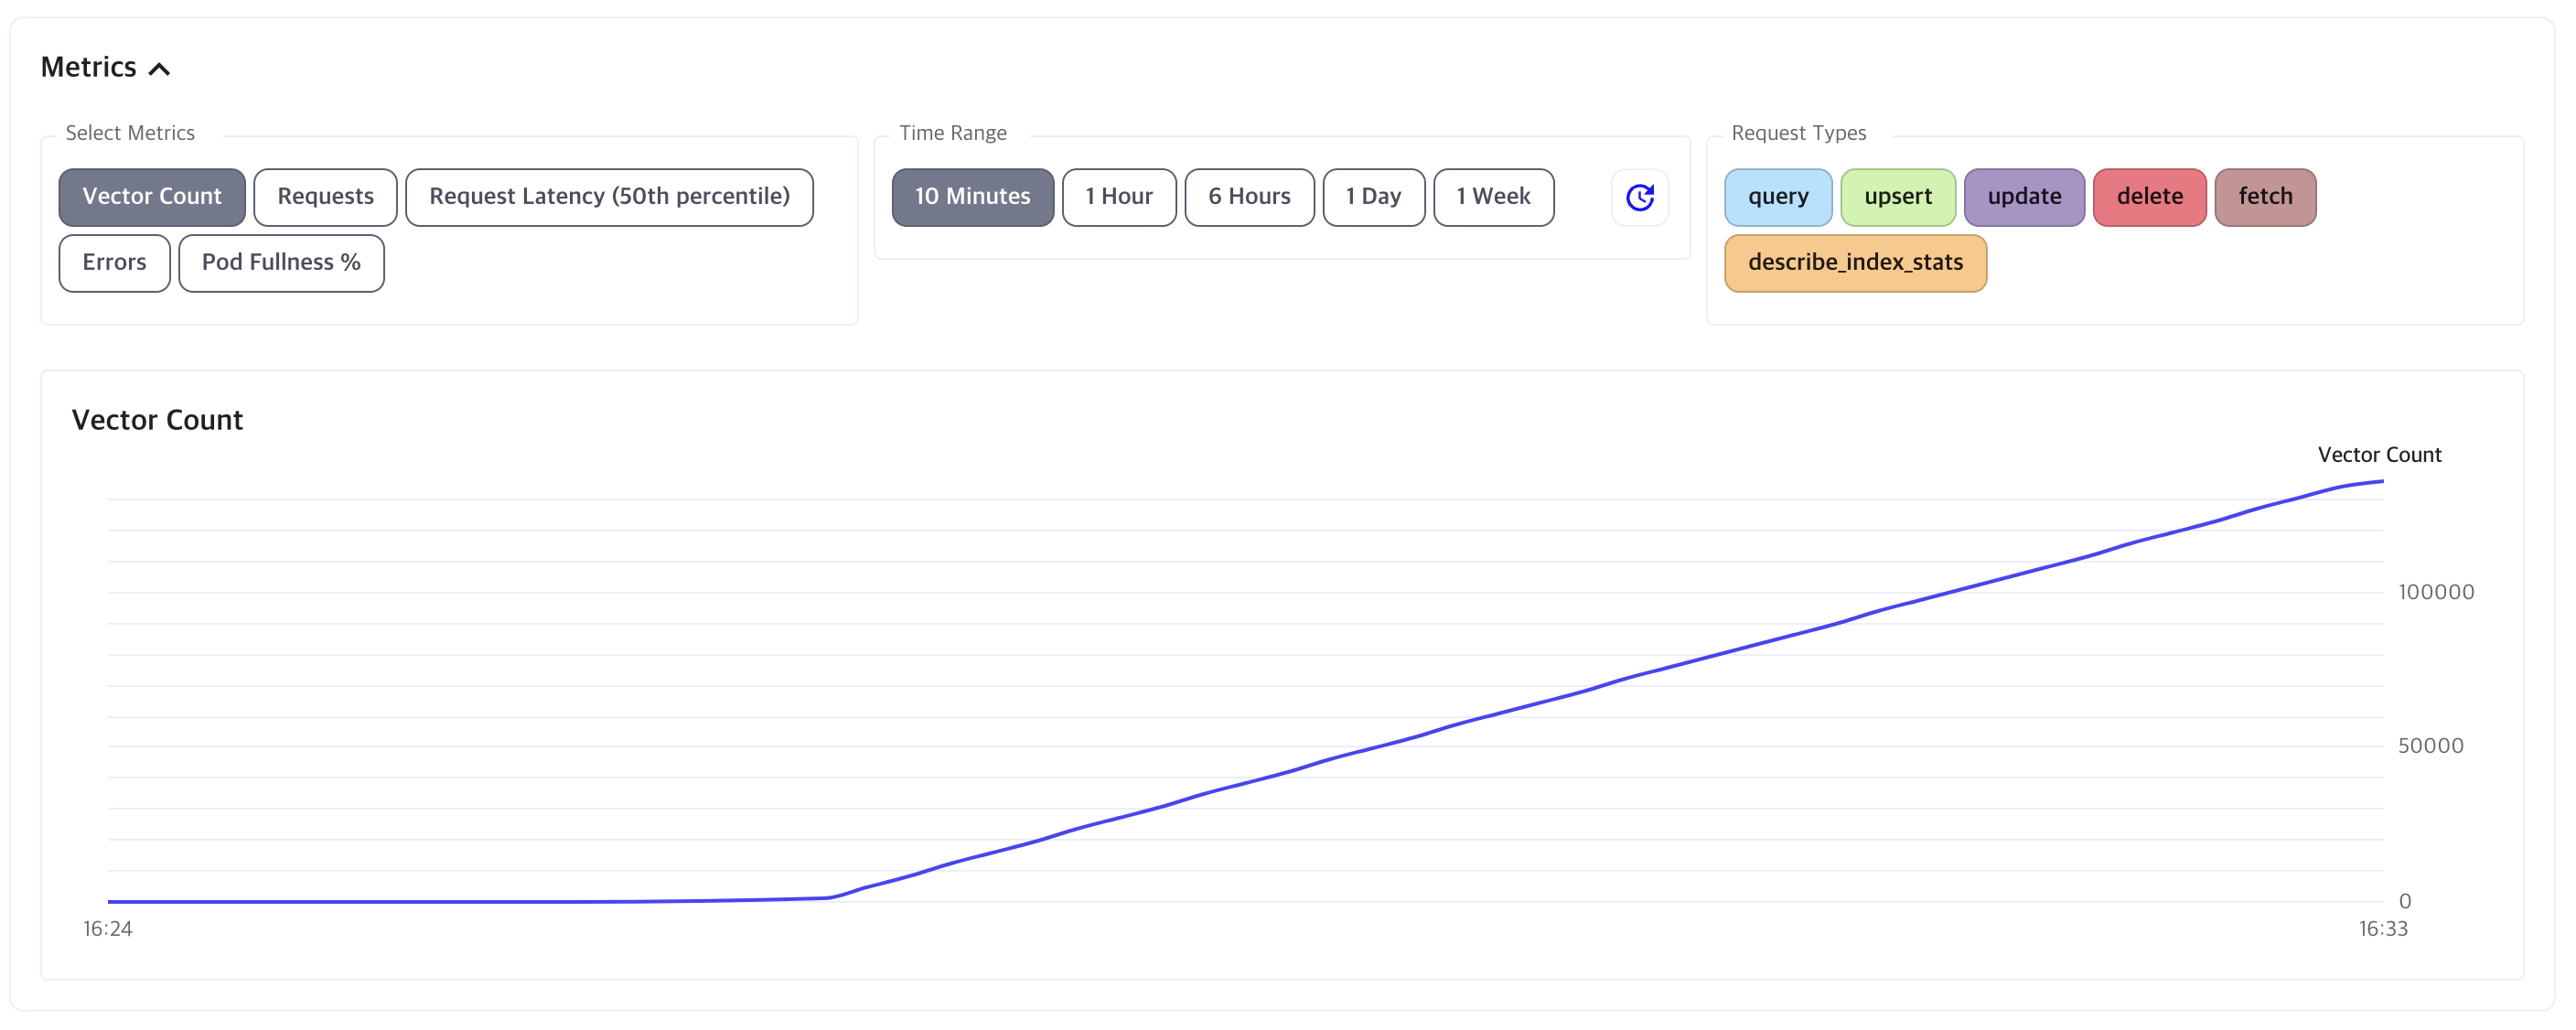 Metrics
Select Metrics
Vector Count Requests Request Latency (50th percentile)
Errors Pod Fullness %
Time Range
10 Minutes 1 Hour 6 Hours 1 Day 1 Week
Request Types
query upsert update delete fetch
describe_index_stats
Vector Count
Vector Count
100000
50000
0
16:24 16:33